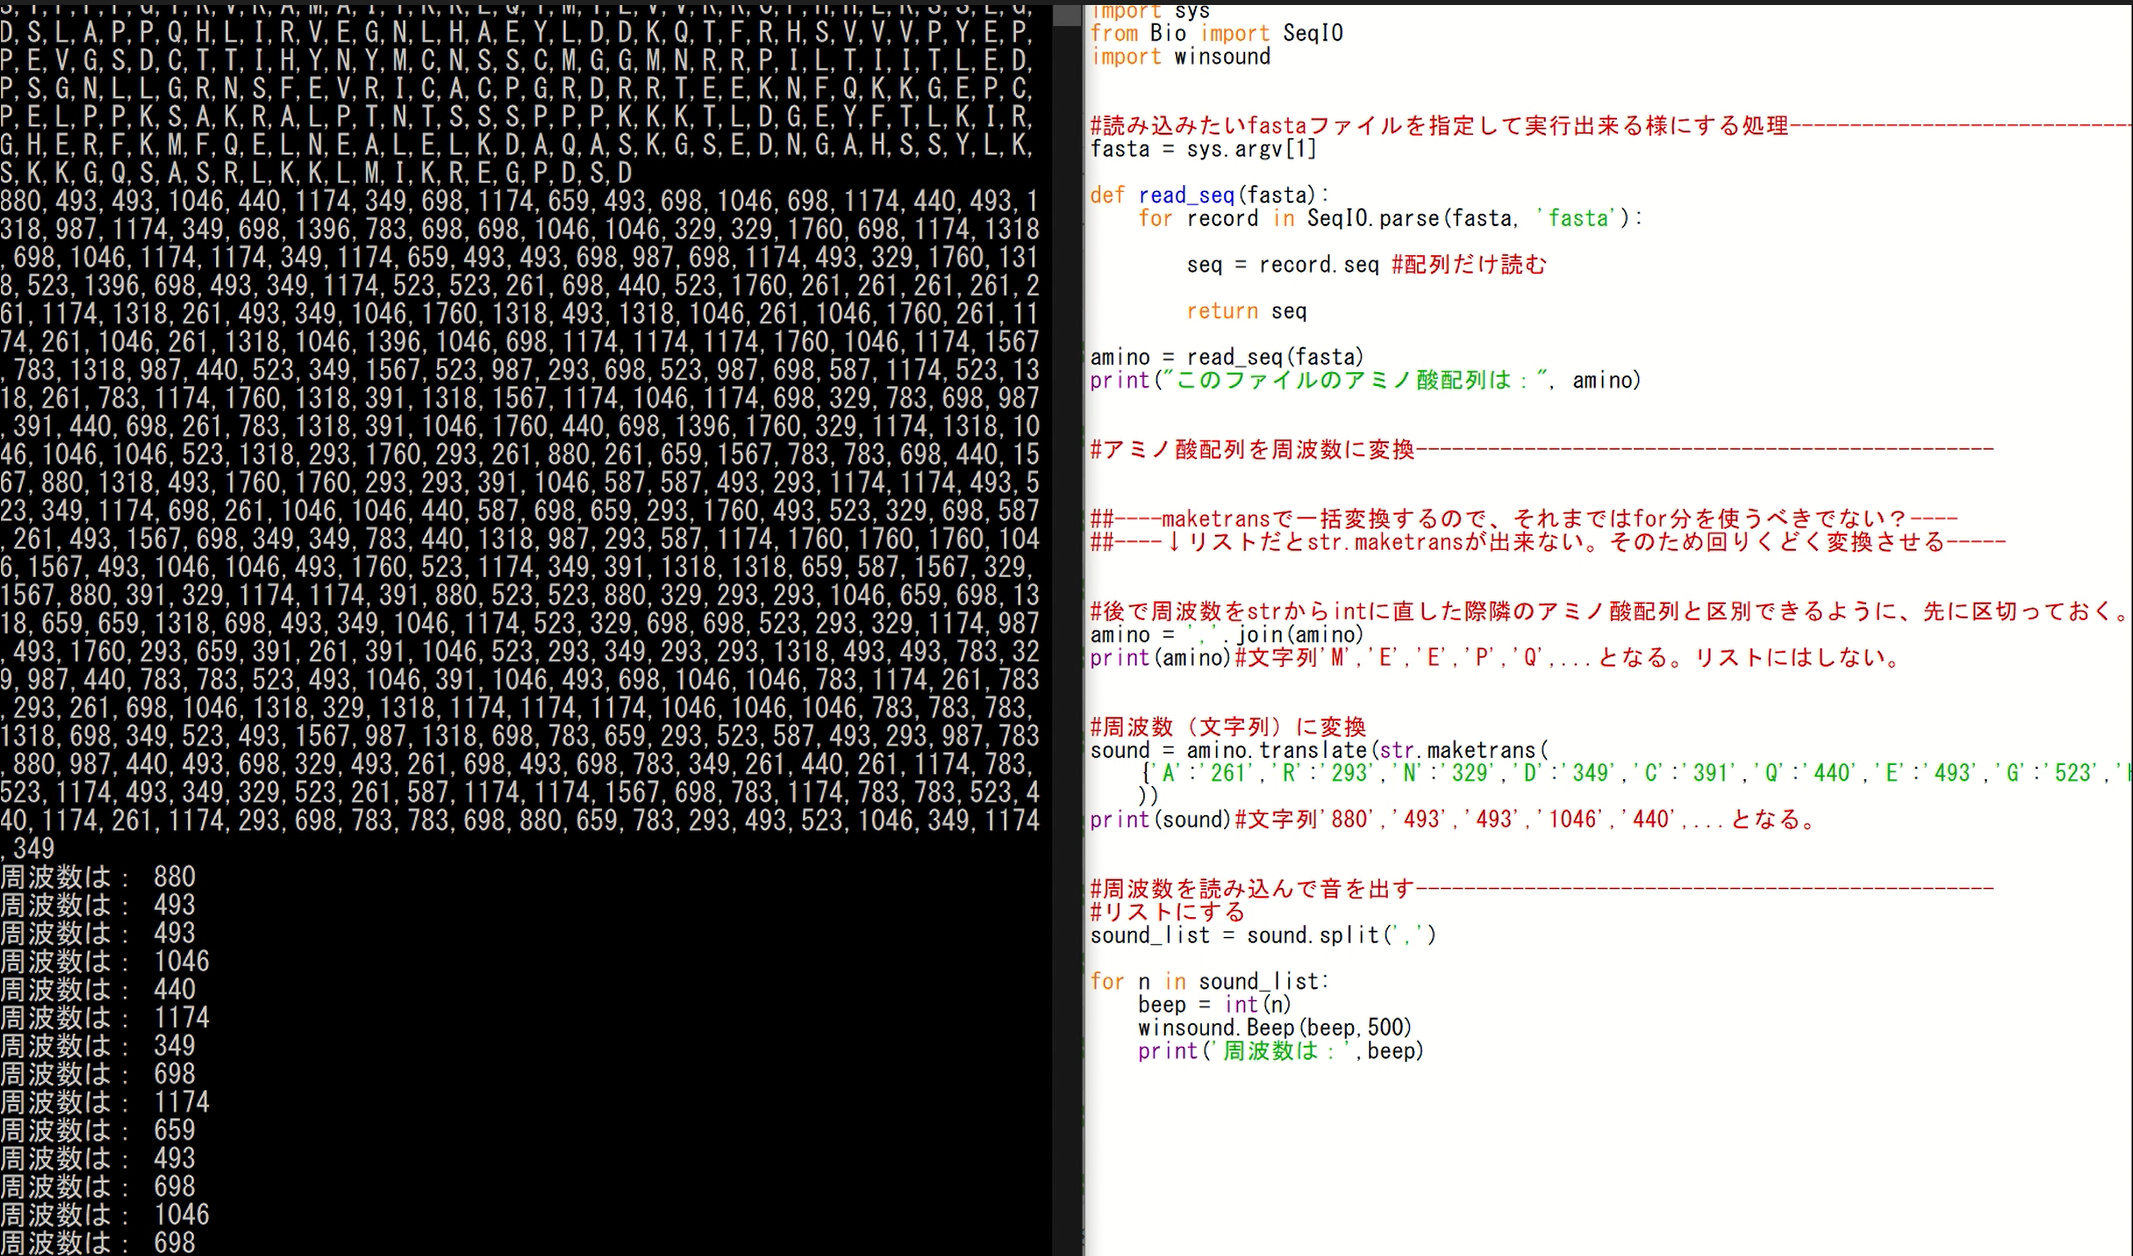 D,S,L,A,P,P,Q,H,L,I,R,V,E,G,N,L,H,A,E,Y,L,D,D,K,Q,T,F,R,H,S,V,V,V,P,Y,E,P,
P,E,V,G,S,D,C,T,T,I,H,Y,N,Y,M,C,N,S,S,C,M,G,G,M,N,R,R,P,I,L,T,I,I,T,L,E,D,
P,S,G,N,L,L,G,R,N,S,F,E,V,R,I,C,A,C,P,G,R,D,R,R,T,E,E,K,N,F,Q,K,K,G,E,P,C,
P,E,L,P,P,K,S,A,K,R,A,L,P,T,N,T,S,S,S,P,P,P,K,K,K,T,L,D,G,E,Y,F,T,L,K,I,R,
G,H,E,R,F,K,M,F,Q,E,L,N,E,A,L,E,L,K,D,A,Q,A,S,K,G,S,E,D,N,G,A,H,S,S,Y,L,K,
S,K,K,G,Q,S,A,S,R,L,K,K,L,M,I,K,R,E,G,P,D,S,D
880,493,493,1046,440,1174,349,698,1174,659,493,698,1046,698,1174,440,493,1
318,987,1174,349,698,1396,783,698,698,1046,1046,329,329,1760,698,1174,1318
,698,1046,1174,1174,349,1174,659,493,493,698,987,698,1174,493,329,1760,131
8,523,1396,698,493,349,1174,523,523,261,698,440,523,1760,261,261,261,261,2
61,1174,1318,261,493,349,1046,1760,1318,493,1318,1046,261,1046,1760,261,11
74,261,1046,261,1318,1046,1396,1046,698,1174,1174,1174,1760,1046,1174,1567
,783,1318,987,440,523,349,1567,523,987,293,698,523,987,698,587,1174,523,13
18,261,783,1174,1760,1318,391,1318,1567,1174,1046,1174,698,329,783,698,987
,391,440,698,261,783,1318,391,1046,1760,440,698,1396,1760,329,1174,1318,10
46,1046,1046,523,1318,293,1760,293,261,880,261,659,1567,783,783,698,440,15
67,880,1318,493,1760,1760,293,293,391,1046,587,587,493,293,1174,1174,493,5
23,349,1174,698,261,1046,1046,440,587,698,659,293,1760,493,523,329,698,587
,261,493,1567,698,349,349,783,440,1318,987,293,587,1174,1760,1760,1760,104
6,1567,493,1046,1046,493,1760,523,1174,349,391,1318,1318,659,587,1567,329,
1567,880,391,329,1174,1174,391,880,523,523,880,329,293,293,1046,659,698,13
18,659,659,1318,698,493,349,1046,1174,523,329,698,698,523,293,329,1174,987
,493,1760,293,659,391,261,391,1046,523,293,349,293,293,1318,493,493,783,32
9,987,440,783,783,523,493,1046,391,1046,493,698,1046,1046,783,1174,261,783
,293,261,698,1046,1318,329,1318,1174,1174,1174,1046,1046,1046,783,783,783,
1318,698,349,523,493,1567,987,1318,698,783,659,293,523,587,493,293,987,783
,880,987,440,493,698,329,493,261,698,493,698,783,349,261,440,261,1174,783,
523,1174,493,349,329,523,261,587,1174,1174,1567,698,783,1174,783,783,523,4
40,1174,261,1174,293,698,783,783,698,880,659,783,293,493,523,1046,349,1174
,349
周波数は： 880
周波数は： 493
周波数は： 493
周波数は： 1046
周波数は： 440
周波数は： 1174
周波数は： 349
周波数は： 698
周波数は： 1174
周波数は： 659
周波数は： 493
周波数は： 698
周波数は： 1046
周波数は： 698
import sys
from Bio import SeqIO
import winsound
#読み込みたいfastaファイルを指定して実行出来る様にする処理----------------------------
fasta = sys.argv[1]
def read_seq(fasta):
for record in SeqIO.parse(fasta, 'fasta'):
seq = record.seq #配列だけ読む
return seq
amino = read_seq(fasta)
print("このファイルのアミノ酸配列は：", amino)
#アミノ酸配列を周波数に変換------------------------------------------------
##----maketransで一括変換するので、それまではfor分を使うべきでない？----
##----↓リストだとstr.maketransが出来ない。そのため回りくどく変換させる-----
#後で周波数をstrからintに直した際隣のアミノ酸配列と区別できるように、先に区切っておく。
amino = ','.join(amino)
print(amino)#文字列'M','E','E','P','Q',...となる。リストにはしない。
#周波数（文字列）に変換
sound = amino.translate(str.maketrans(
{'A':'261','R':'293','N':'329','D':'349','C':'391','Q':'440','E':'493','G':'523','
))
print(sound)#文字列'880','493','493','1046','440',...となる。
#周波数を読み込んで音を出す------------------------------------------------
#リストにする
sound_list = sound.split(',')
for n in sound_list:
beep = int(n)
winsound.Beep(beep,500)
print('周波数は：',beep)